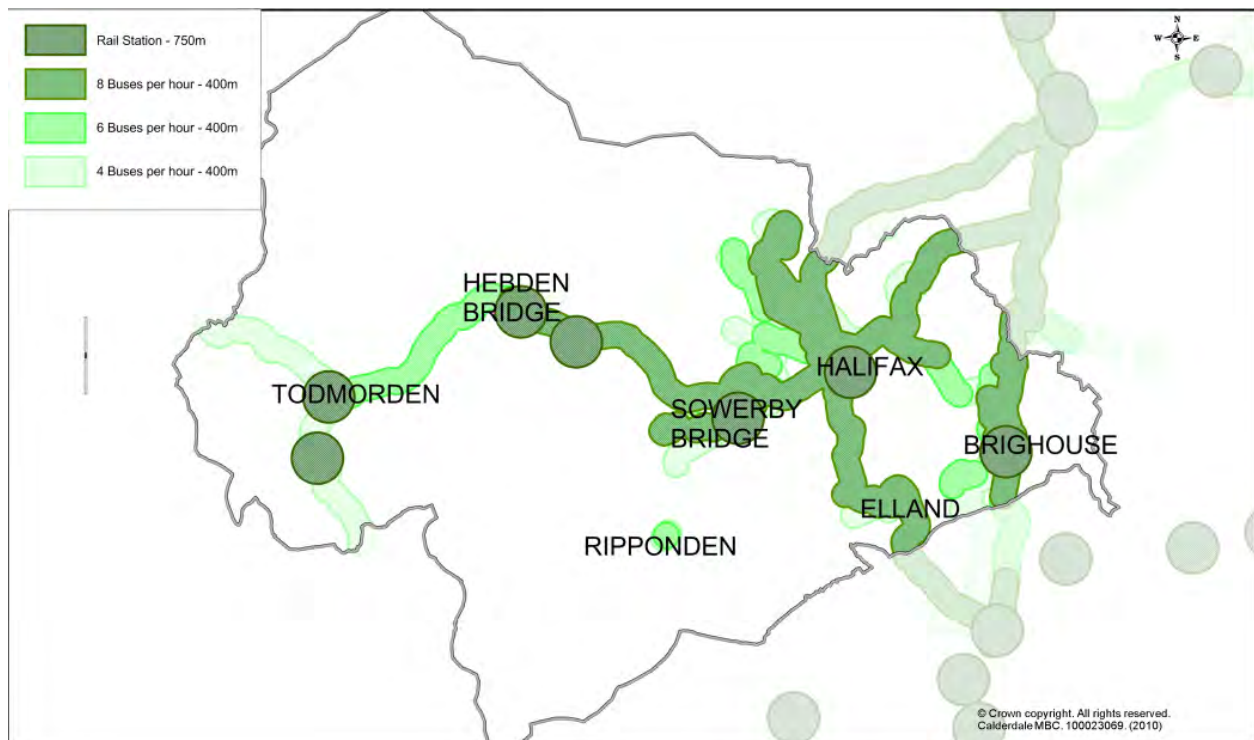 Rail Station - 750m
8 Buses per hour - 400m
6 Buses per hour - 400m
4 Buses per hour - 400m
N
W E
S
HEBDEN
BRIDGE
TODMORDEN
HALIFAX
SOWERBY
BRIDGE
BRIGHOUSE
ELLAND
RIPPONDEN
© Crown copyright. All rights reserved.
Calderdale MBC. 100023069. (2010)